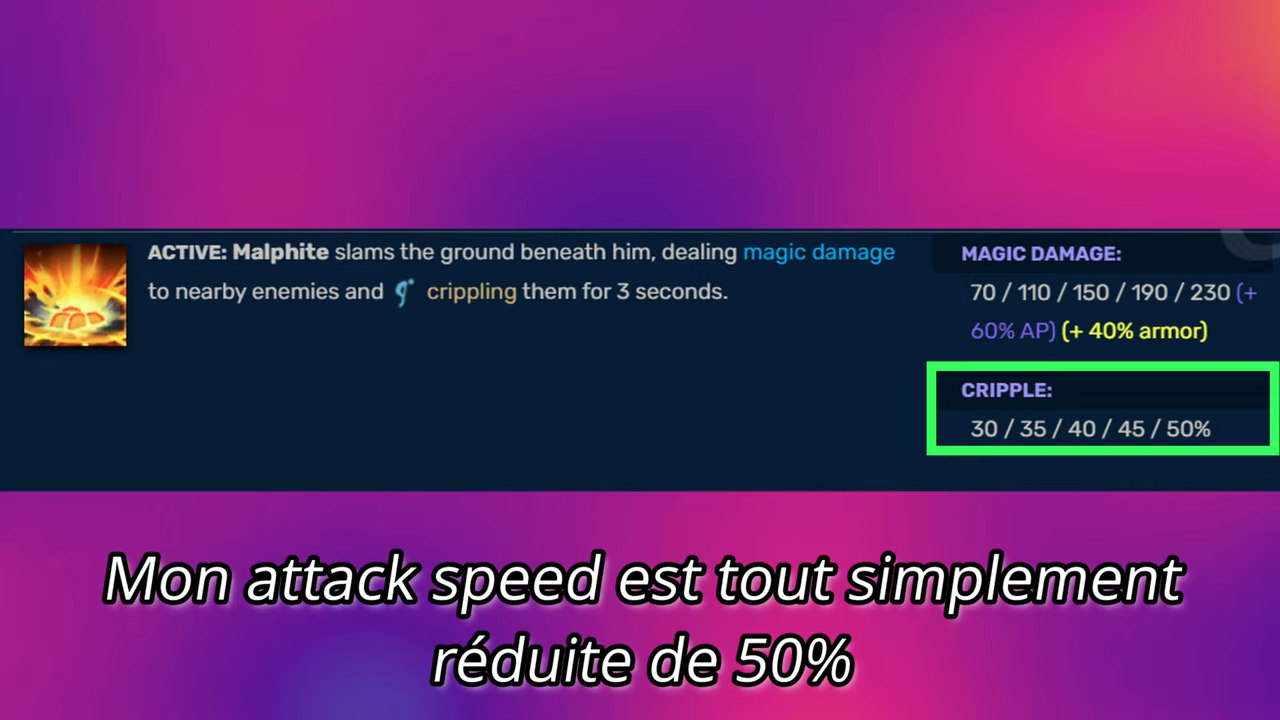 ACTIVE: Malphite slams the ground beneath him, dealing magic damage
to nearby enemies and crippling them for 3 seconds.
MAGIC DAMAGE:
70 / 110 / 150 / 190 / 230 (+
60% AP) (+ 40% armor)
CRIPPLE:
30 / 35 / 40 / 45 / 50%
Mon attack speed est tout simplement
réduite de 50%